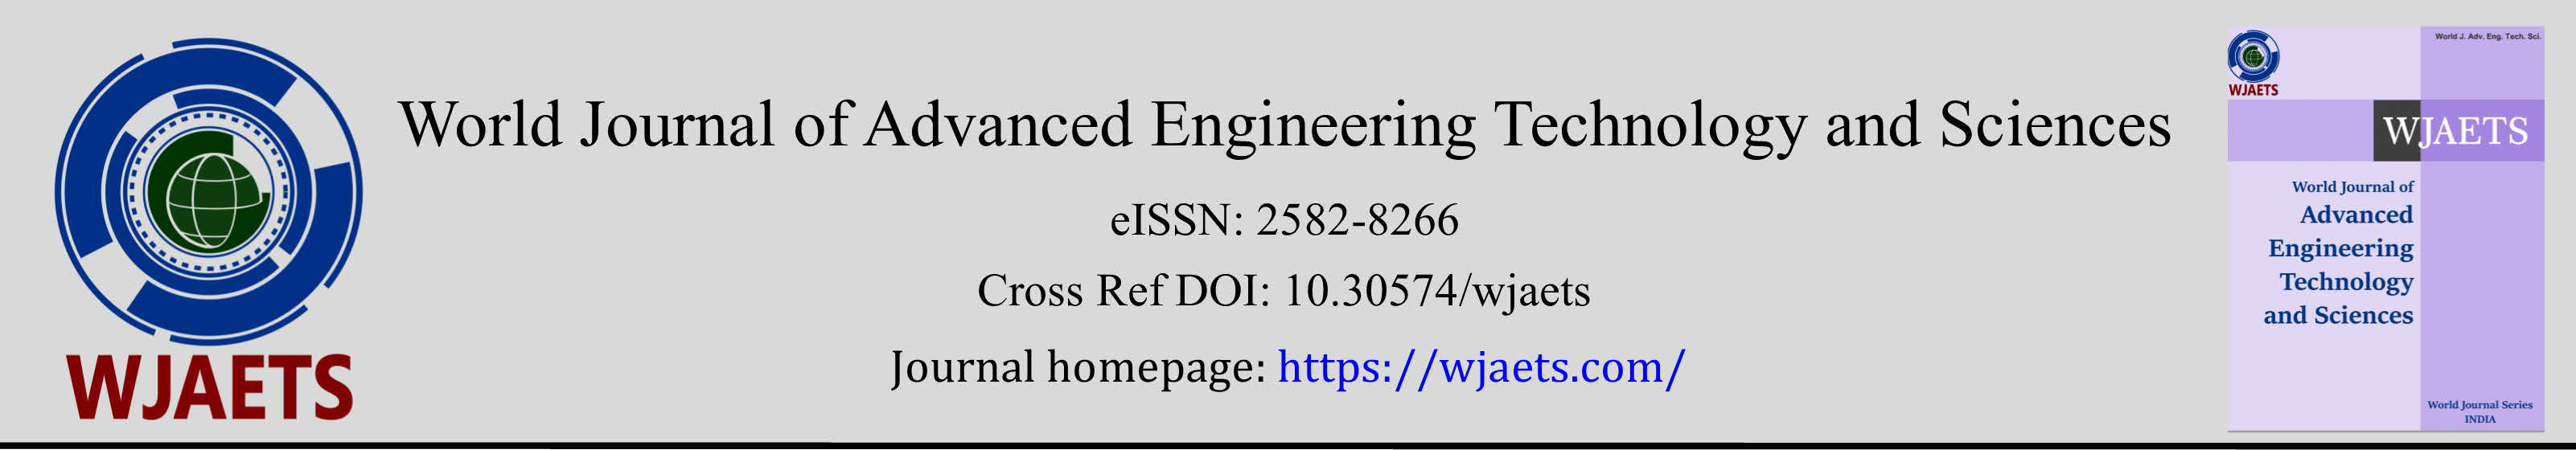 WJAETS
World Journal of Advanced Engineering Technology and Sciences
eISSN: 2582-8266
Cross Ref DOI: 10.30574/wjaets
Journal homepage: https://wjaets.com/
World J. Adv. Eng. Tech. Sci.
WJAETS
WJAETS
World Journal of
Advanced
Engineering
Technology
and Sciences
World Journal Series
INDIA